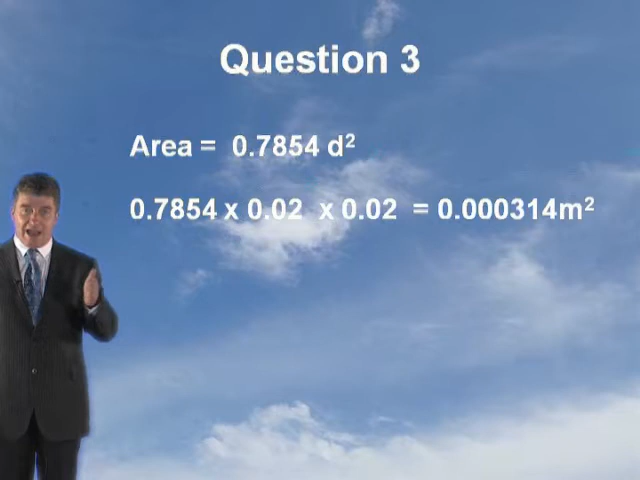 Question 3
Area = 0.7854 d²
0.7854 x 0.02 x 0.02 = 0.000314m²